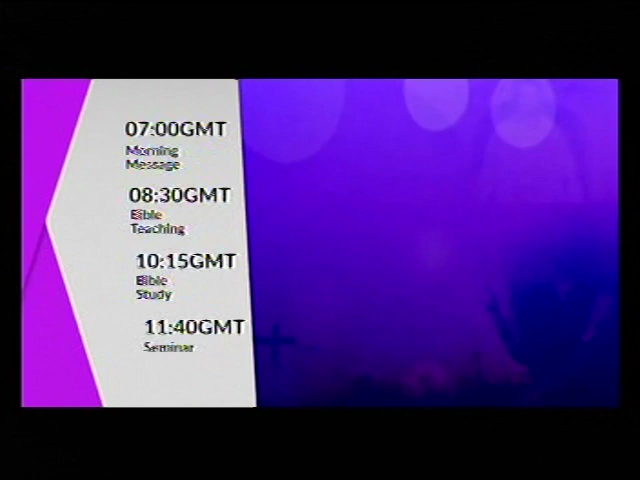 07:00GMT
Morning
Message
08:30GMT
Bible
Teaching
10:15GMT
Bible
Study
11:40GMT
Seminar